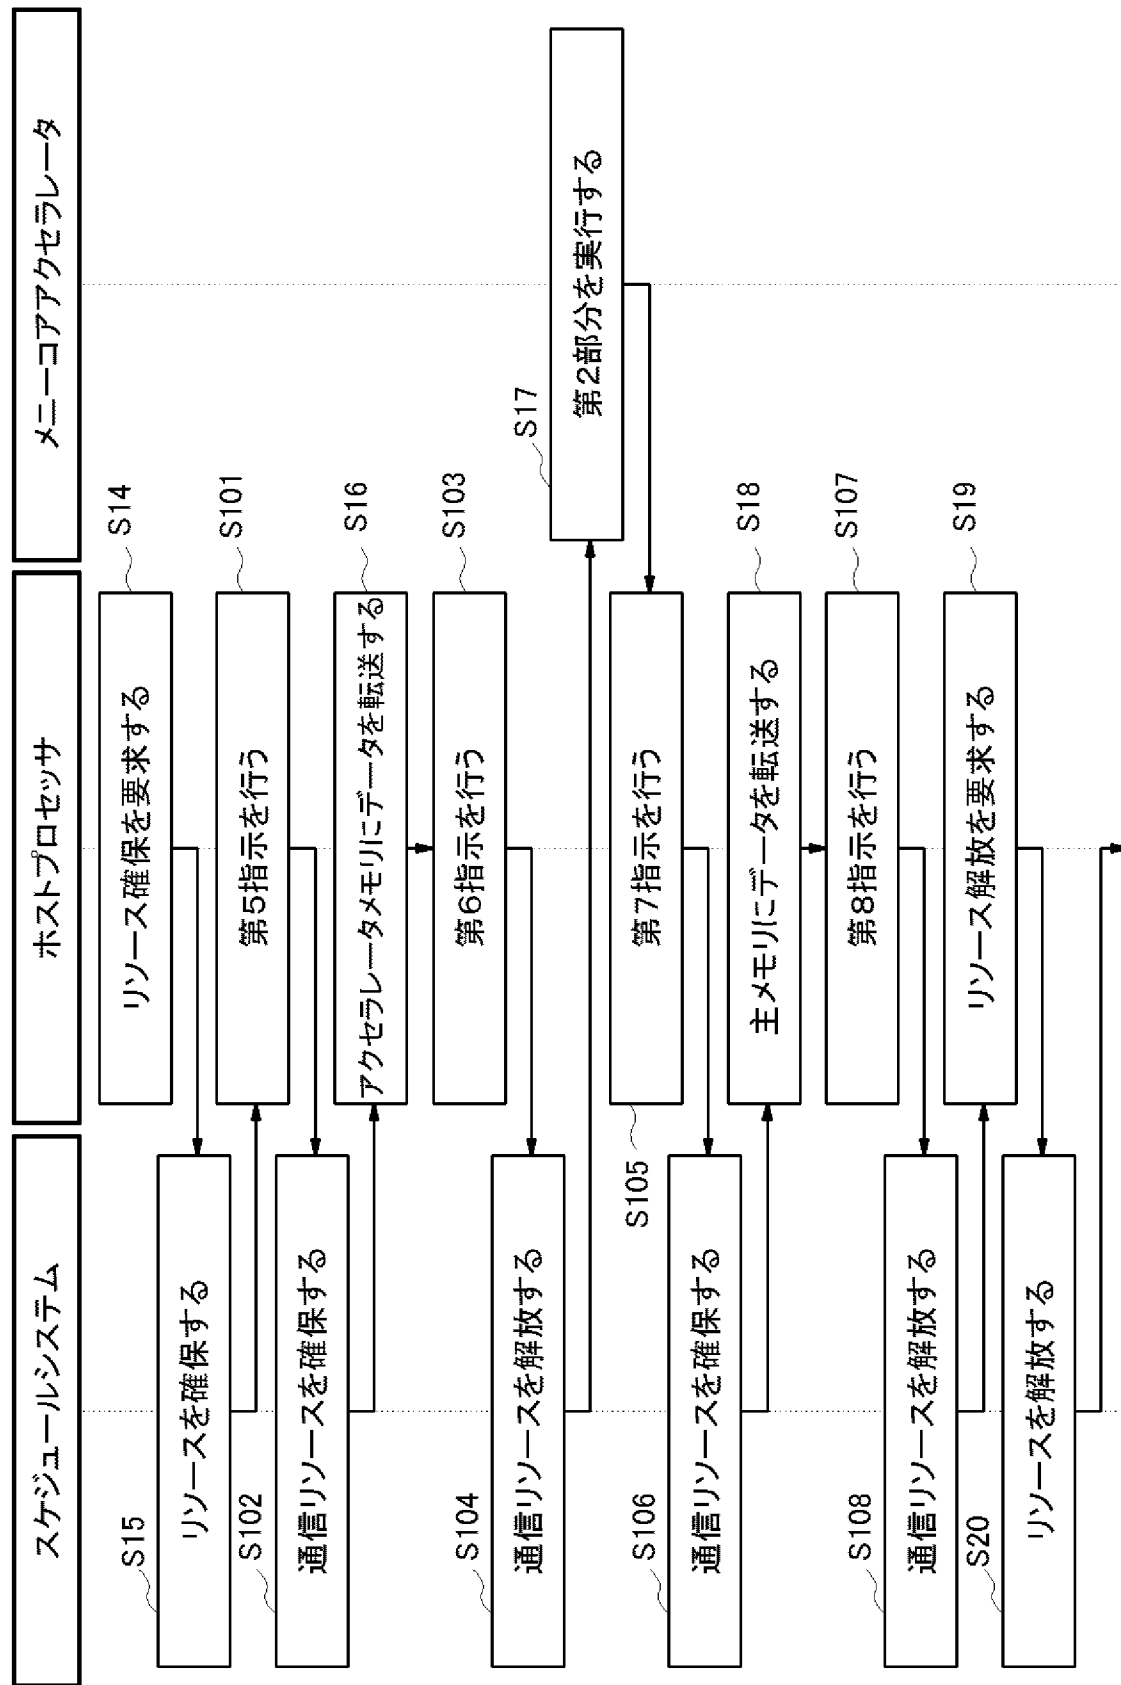 スケジュールシステム
ホストプロセッサ
メニーコアアクセラレータ
S14
リソース確保を要求する
S15
リソースを確保する
S101
第5指示を行う
S102
通信リソースを確保する
S16
アクセラレータメモリにデータを転送する
S103
第6指示を行う
S104
通信リソースを解放する
S17
第2部分を実行する
S105
第7指示を行う
S106
通信リソースを確保する
S18
主メモリにデータを転送する
S107
第8指示を行う
S108
通信リソースを解放する
S19
リソース解放を要求する
S20
リソースを解放する